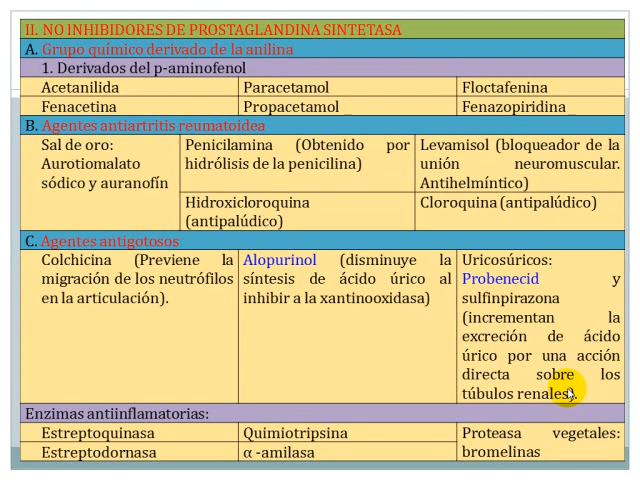 II. NO INHIBIDORES DE PROSTAGLANDINA SINTETASA
A. Grupo químico derivado de la anilina
1. Derivados del p-aminofenol
Acetanilida Paracetamol Floctafenina
Fenacetina Propacetamol _ Fenazopiridina _
B. Agentes antiartritis reumatoidea
Sal de oro:
Aurotiomalato
sódico y auranofín
Penicilamina (Obtenido por
hidrólisis de la penicilina)
Levamisol (bloqueador de la
unión neuromuscular.
Antihelmíntico)
Hidroxicloroquina
(antipalúdico)
Cloroquina (antipalúdico)
C. Agentes antigotosos
Colchicina (Previene la
migración de los neutrófilos
en la articulación).
Alopurinol (disminuye la
síntesis de ácido úrico al
inhibir a la xantinooxidasa)
Uricosúricos:
Probenecid y
sulfinpirazona
(incrementan la
excreción de ácido
úrico por una acción
directa sobre los
túbulos renales).
Enzimas antiinflamatorias:
Estreptoquinasa Quimiotripsina
Estreptodornasa α -amilasa
Proteasa vegetales:
bromelinas